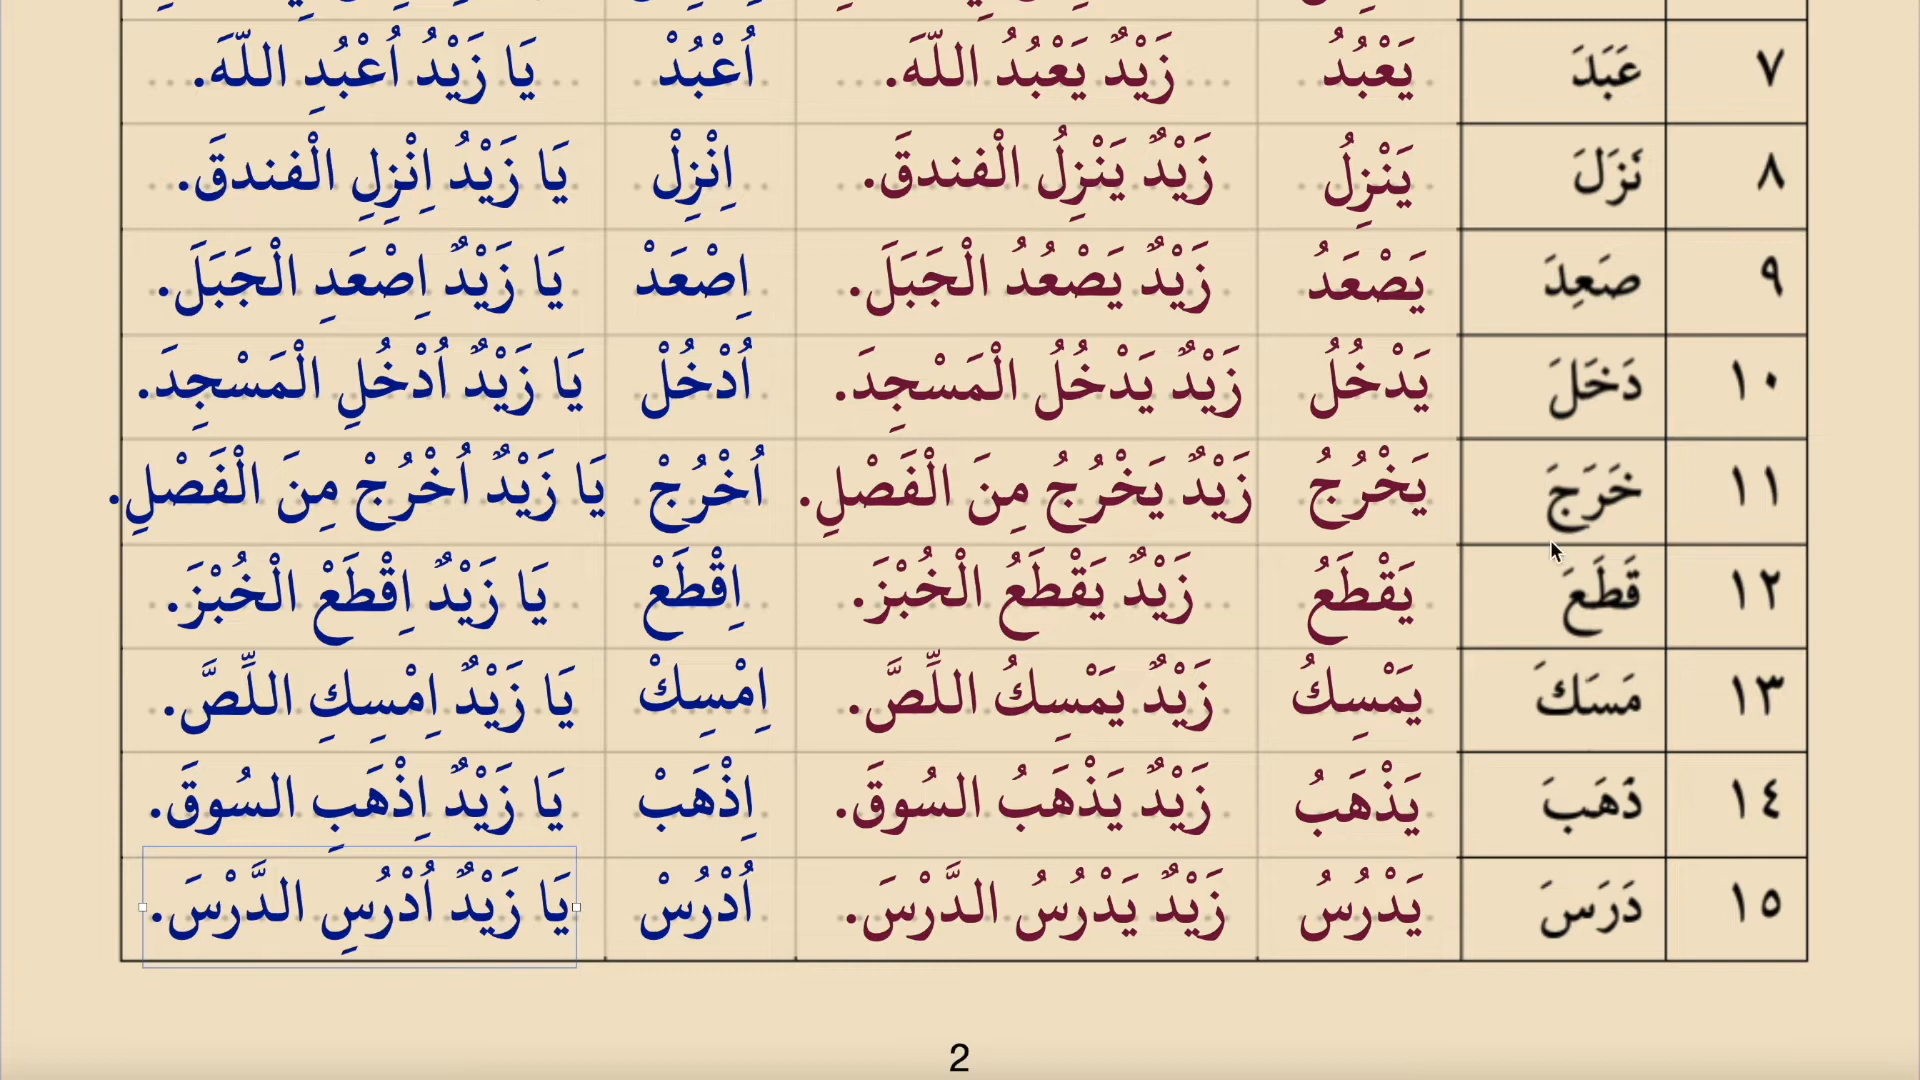 ٧ عَبَدَ يَعْبُدُ زَيْدٌ يَعْبُدُ اللّهَ. اُعْبُدْ يَا زَيْدُ اُعْبُدِ اللّهَ.
٨ نَزَلَ يَنْزِلُ زَيْدٌ يَنْزِلُ الْفندقَ. اِنْزِلْ يَا زَيْدُ اِنْزِلِ الْفندقَ.
٩ صَعِدَ يَصْعَدُ زَيْدٌ يَصْعُدُ الْجَبَلَ. اِصْعَدْ يَا زَيْدٌ اِصْعَدِ الْجَبَلَ.
١٠ دَخَلَ يَدْخُلُ زَيْدٌ يَدْخُلُ الْمَسْجِدَ. اُدْخُلْ يَا زَيْدٌ اُدْخُلِ الْمَسْجِدَ.
١١ خَرَجَ يَخْرُجُ زَيْدٌ يَخْرُجُ مِنَ الْفَصْلِ. اُخْرُجْ يَا زَيْدٌ اُخْرُجْ مِنَ الْفَصْلِ.
١٢ قَطَعَ يَقْطَعُ زَيْدٌ يَقْطَعُ الْخُبْزَ. اِقْطَعْ يَا زَيْدٌ اِقْطَعْ الْخُبْزَ.
١٣ مَسَكَ يَمْسِكُ زَيْدٌ يَمْسِكُ اللِّصَّ. اِمْسِكْ يَا زَيْدٌ اِمْسِكِ اللِّصَّ.
١٤ ذَهَبَ يَذْهَبُ زَيْدٌ يَذْهَبُ السُوقَ. اِذْهَبْ يَا زَيْدٌ اِذْهَبِ السُوقَ.
١٥ دَرَسَ يَدْرُسُ زَيْدٌ يَدْرُسُ الدَّرْسَ. اُدْرُسْ يَا زَيْدٌ اُدْرُسِ الدَّرْسَ.
2